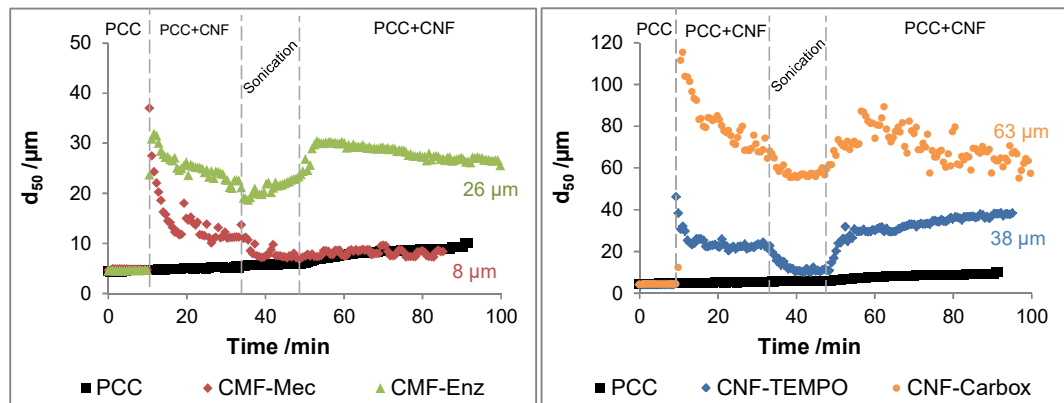 PCC PCC+CNF Sonication PCC+CNF
50
40
30
20
10
0
d50 /µm
26 µm
8 µm
0 20 40 60 80 100
Time /min
PCC CMF-Mec CMF-Enz
PCC PCC+CNF Sonication PCC+CNF
120
100
80
60
40
20
0
d50 /µm
63 µm
38 µm
0 20 40 60 80 100
Time /min
PCC CNF-TEMPO CNF-Carbox